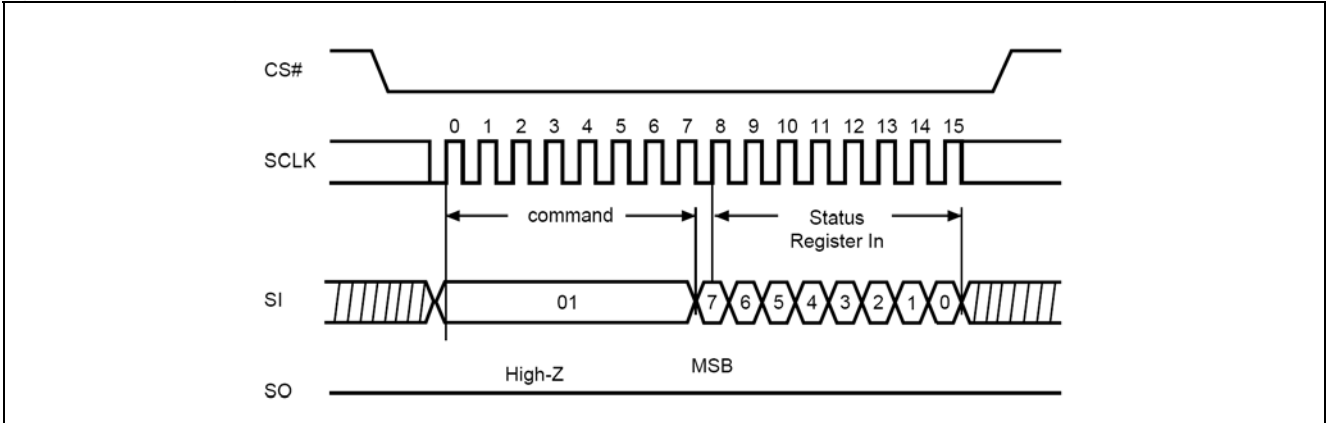 CS#
0 1 2 3 4 5 6 7 8 9 10 11 12 13 14 15
SCLK
command
Status
Register In
SI
01
7 6 5 4 3 2 1 0
High-Z
MSB
SO